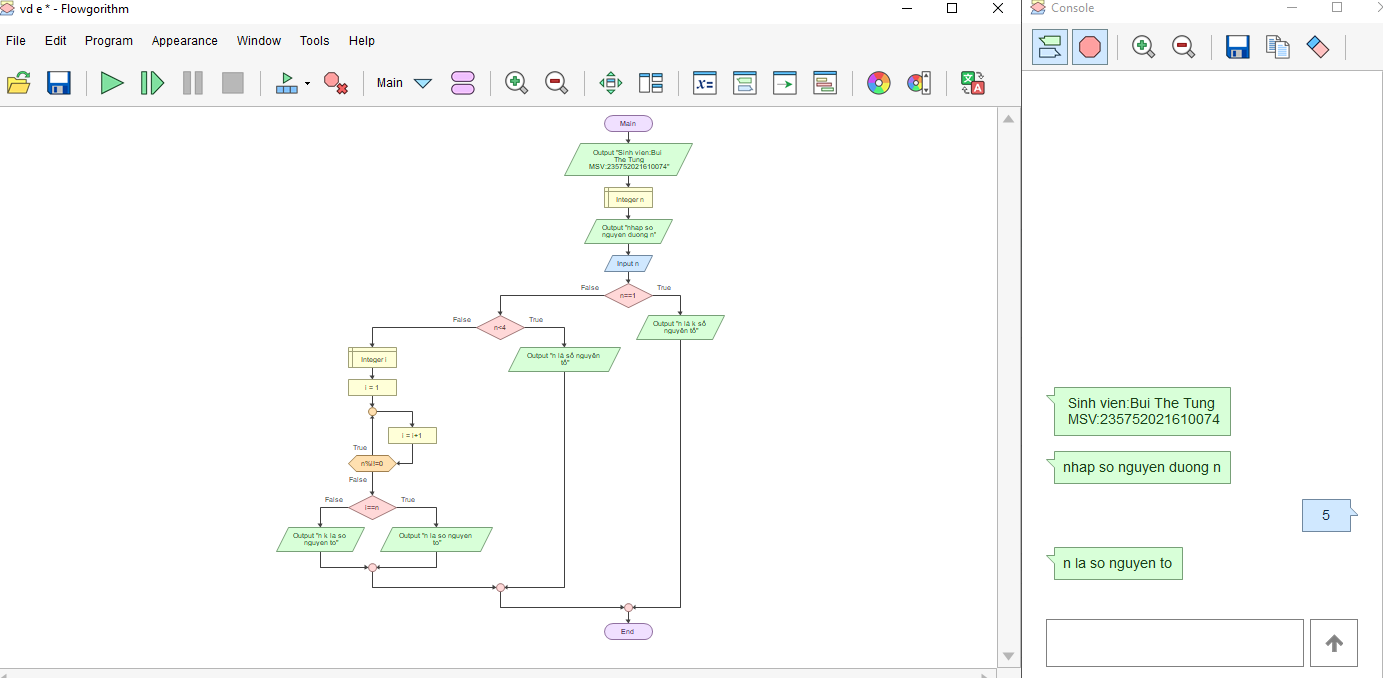 vd e * - Flowgorithm
File Edit Program Appearance Window Tools Help
Main
Main
Output "Sinh vien:Bui
The Tung
MSV:235752021610074"
Integer n
Output "nhap so
nguyen duong n"
Input n
False
True
n==1
False
True
n<4
Output "n là k số
nguyên tố"
Integer i
Output "n là số nguyên
tố"
i = 1
i = i+1
True
n%i!=0
False
False
True
i==n
Output "n k la so
nguyen to"
Output "n la so nguyen
to"
End
Console
Sinh vien:Bui The Tung
MSV:235752021610074
nhap so nguyen duong n
5
n la so nguyen to